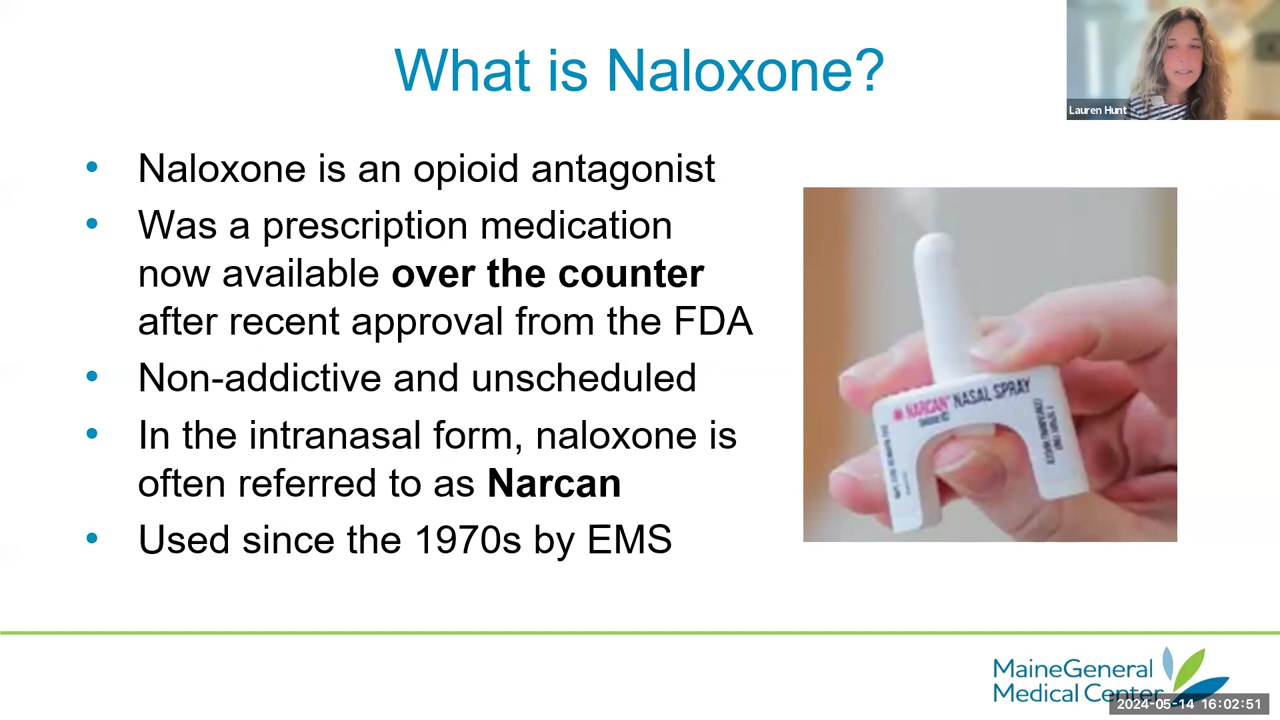 What is Naloxone?
Lauren Hunt
• Naloxone is an opioid antagonist
• Was a prescription medication
now available over the counter
after recent approval from the FDA
• Non-addictive and unscheduled
• In the intranasal form, naloxone is
often referred to as Narcan
• Used since the 1970s by EMS
NARCAN NASAL SPRAY
MaineGeneral
Medical Center
2024-05-14 16:02:51